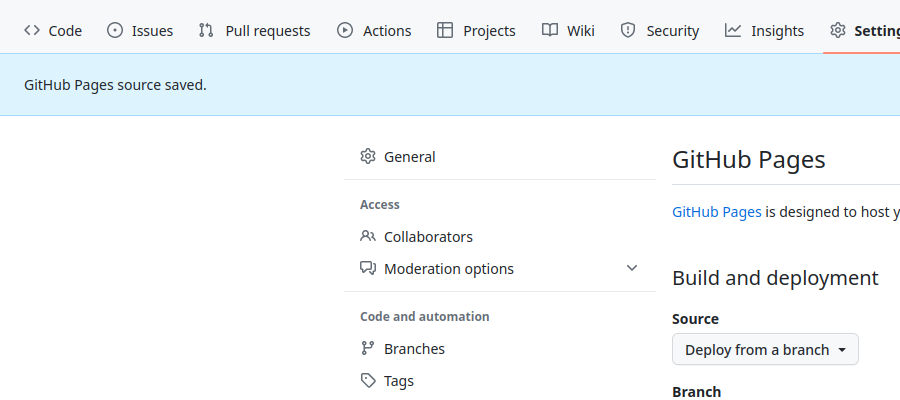 Code Issues Pull requests Actions Projects Wiki Security Insights
GitHub Pages source saved.
General
GitHub Pages
Access
GitHub Pages is designed to host
Collaborators
Moderation options
Build and deployment
Code and automation
Source
Branches
Deploy from a branch
Tags
Branch